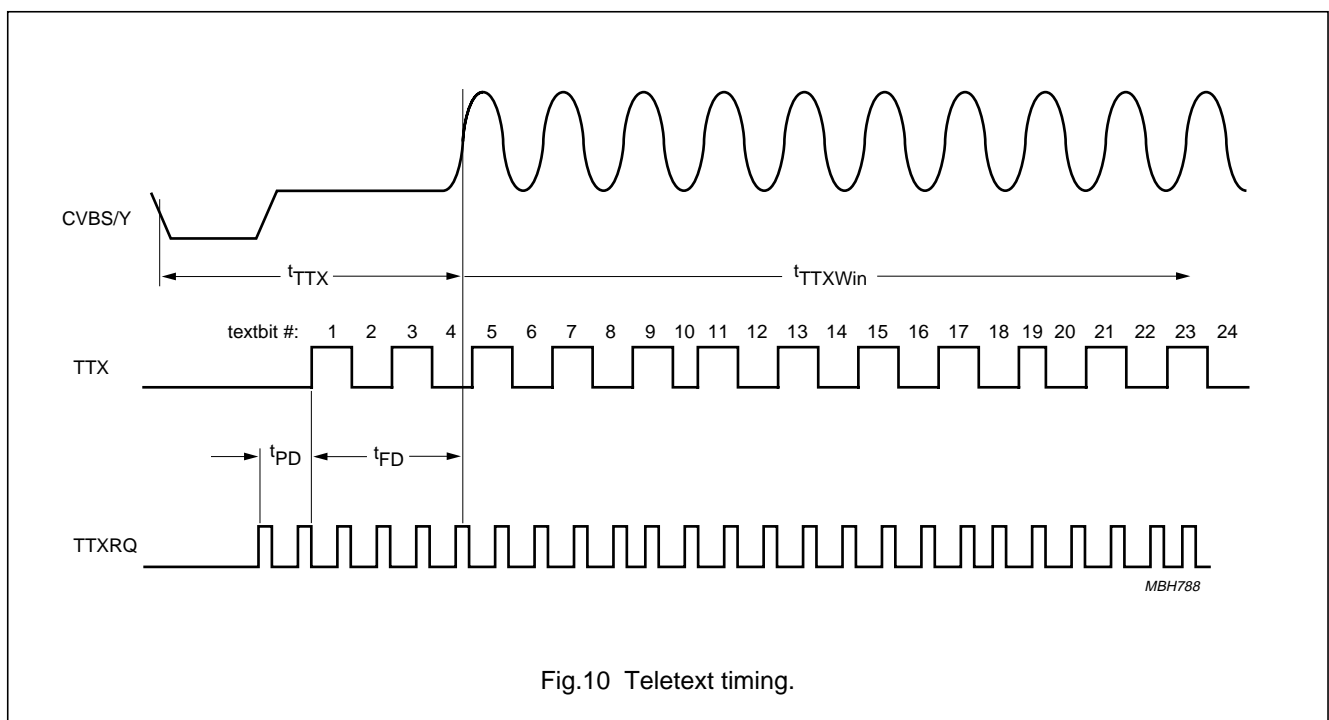 CVBS/Y
tTTX
tTTXWin
textbit #: 1 2 3 4 5 6 7 8 9 10 11 12 13 14 15 16 17 18 19 20 21 22 23 24
TTX
tPD
tFD
TTXRQ
MBH788
Fig.10 Teletext timing.